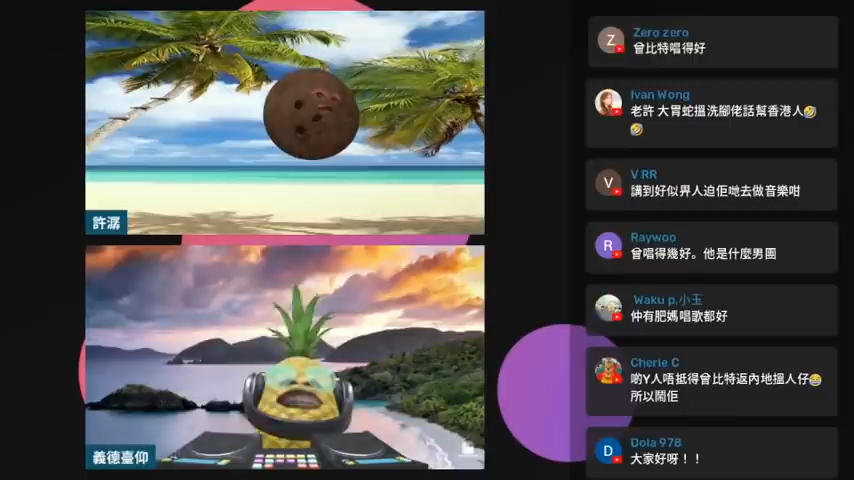 許潺
義德臺仰
Zero zero
曾比特唱得好
Ivan Wong
老許 大胃蛇搵洗腳佬話幫香港人🤣
🤣
V RR
講到好似畀人迫佢哋去做音樂咁
Raywoo
曾唱得幾好。他是什麼男團
Waku p,小玉
仲有肥媽唱歌都好
Cherie C
啲Y人唔抵得曾比特返內地搵人仔😂
所以鬧佢
Dola 978
大家好呀！！